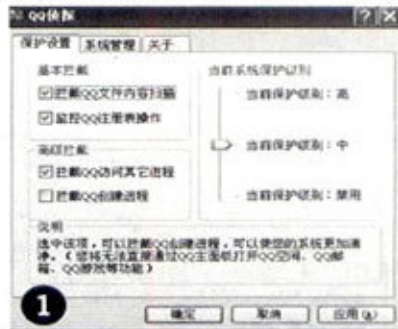 QQ侦探
保护设置 系统管理 关于
基本拦截
☑拦截QQ文件内容扫描
☑监控QQ注册表操作
高级拦截
☑拦截QQ访问其它进程
☐拦截QQ创建进程
当前系统保护级别
当前保护级别：高
当前保护级别：中
当前保护级别：禁用
说明
选中该项，可以拦截QQ创建进程，可以使您的系统更加清
净。（您将无法直接通过QQ主面板打开QQ空间、QQ邮
箱、QQ游戏等功能）
1
确定 取消 应用(A)